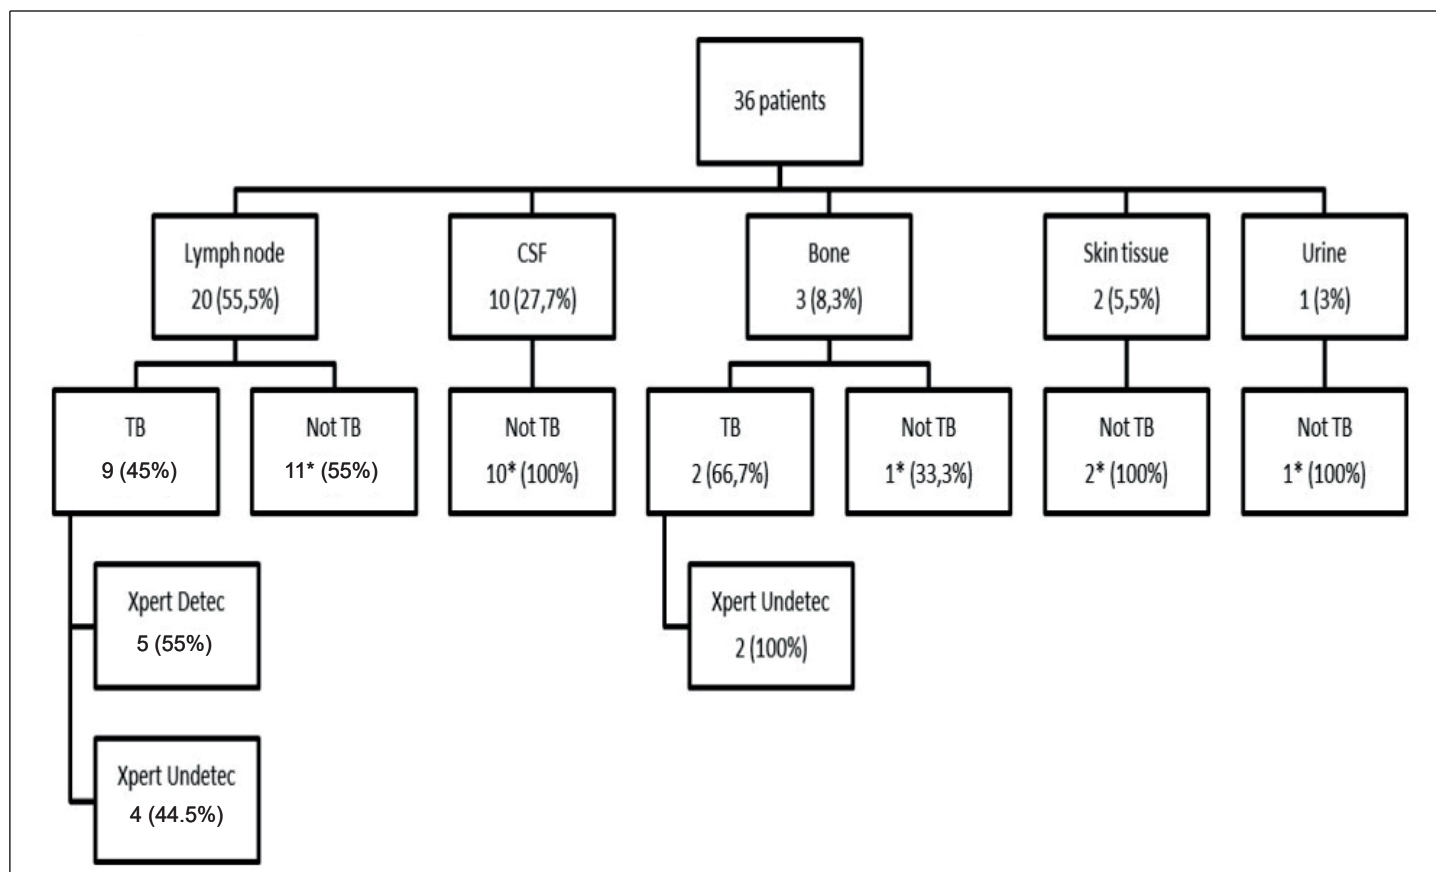 36 patients
Lymph node
20 (55,5%)
CSF
10 (27,7%)
Bone
3 (8,3%)
Skin tissue
2 (5,5%)
Urine
1 (3%)
TB
9 (45%)
Not TB
11* (55%)
Not TB
10* (100%)
TB
2 (66,7%)
Not TB
1* (33,3%)
Not TB
2* (100%)
Not TB
1* (100%)
Xpert Detec
5 (55%)
Xpert Undetec
2 (100%)
Xpert Undetec
4 (44.5%)